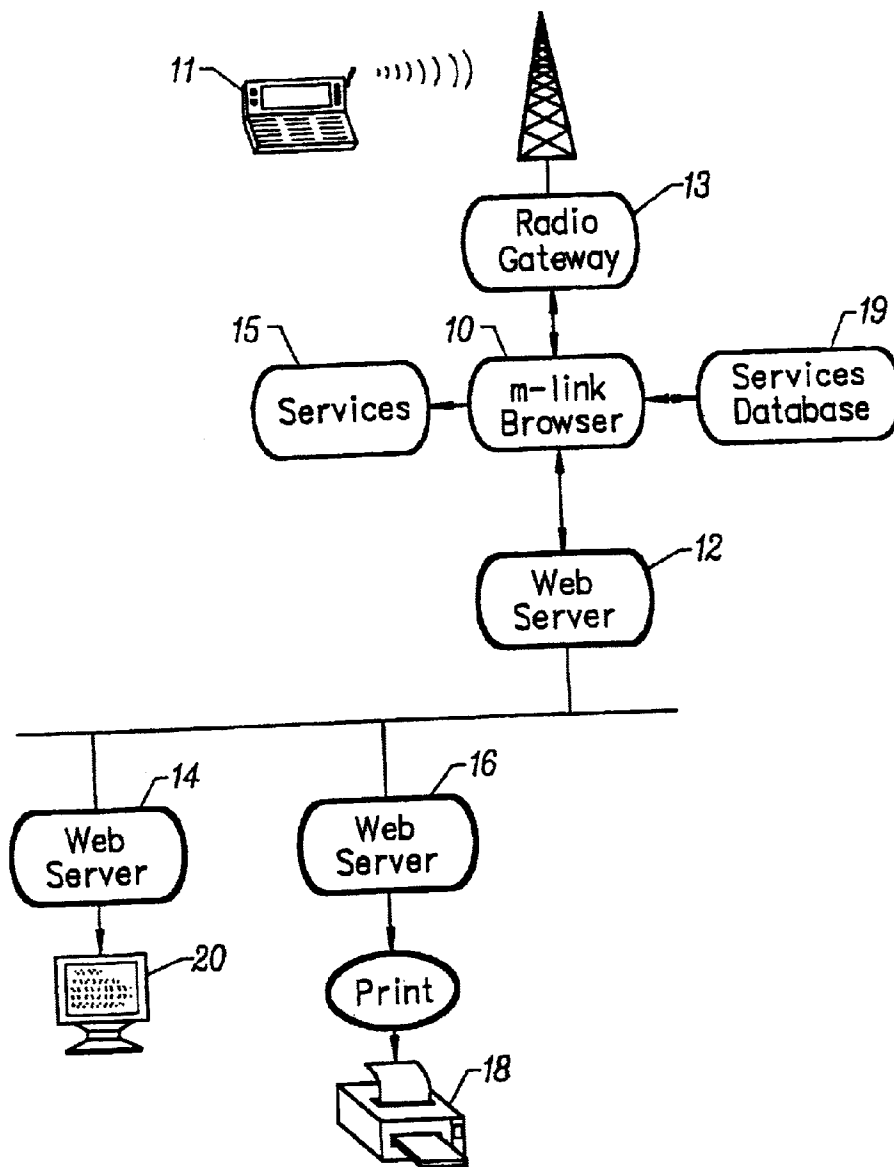 11
13
Radio
Gateway
15
10
19
Services
m-link
Browser
Services
Database
12
Web
Server
14
16
Web
Server
Web
Server
20
Print
18